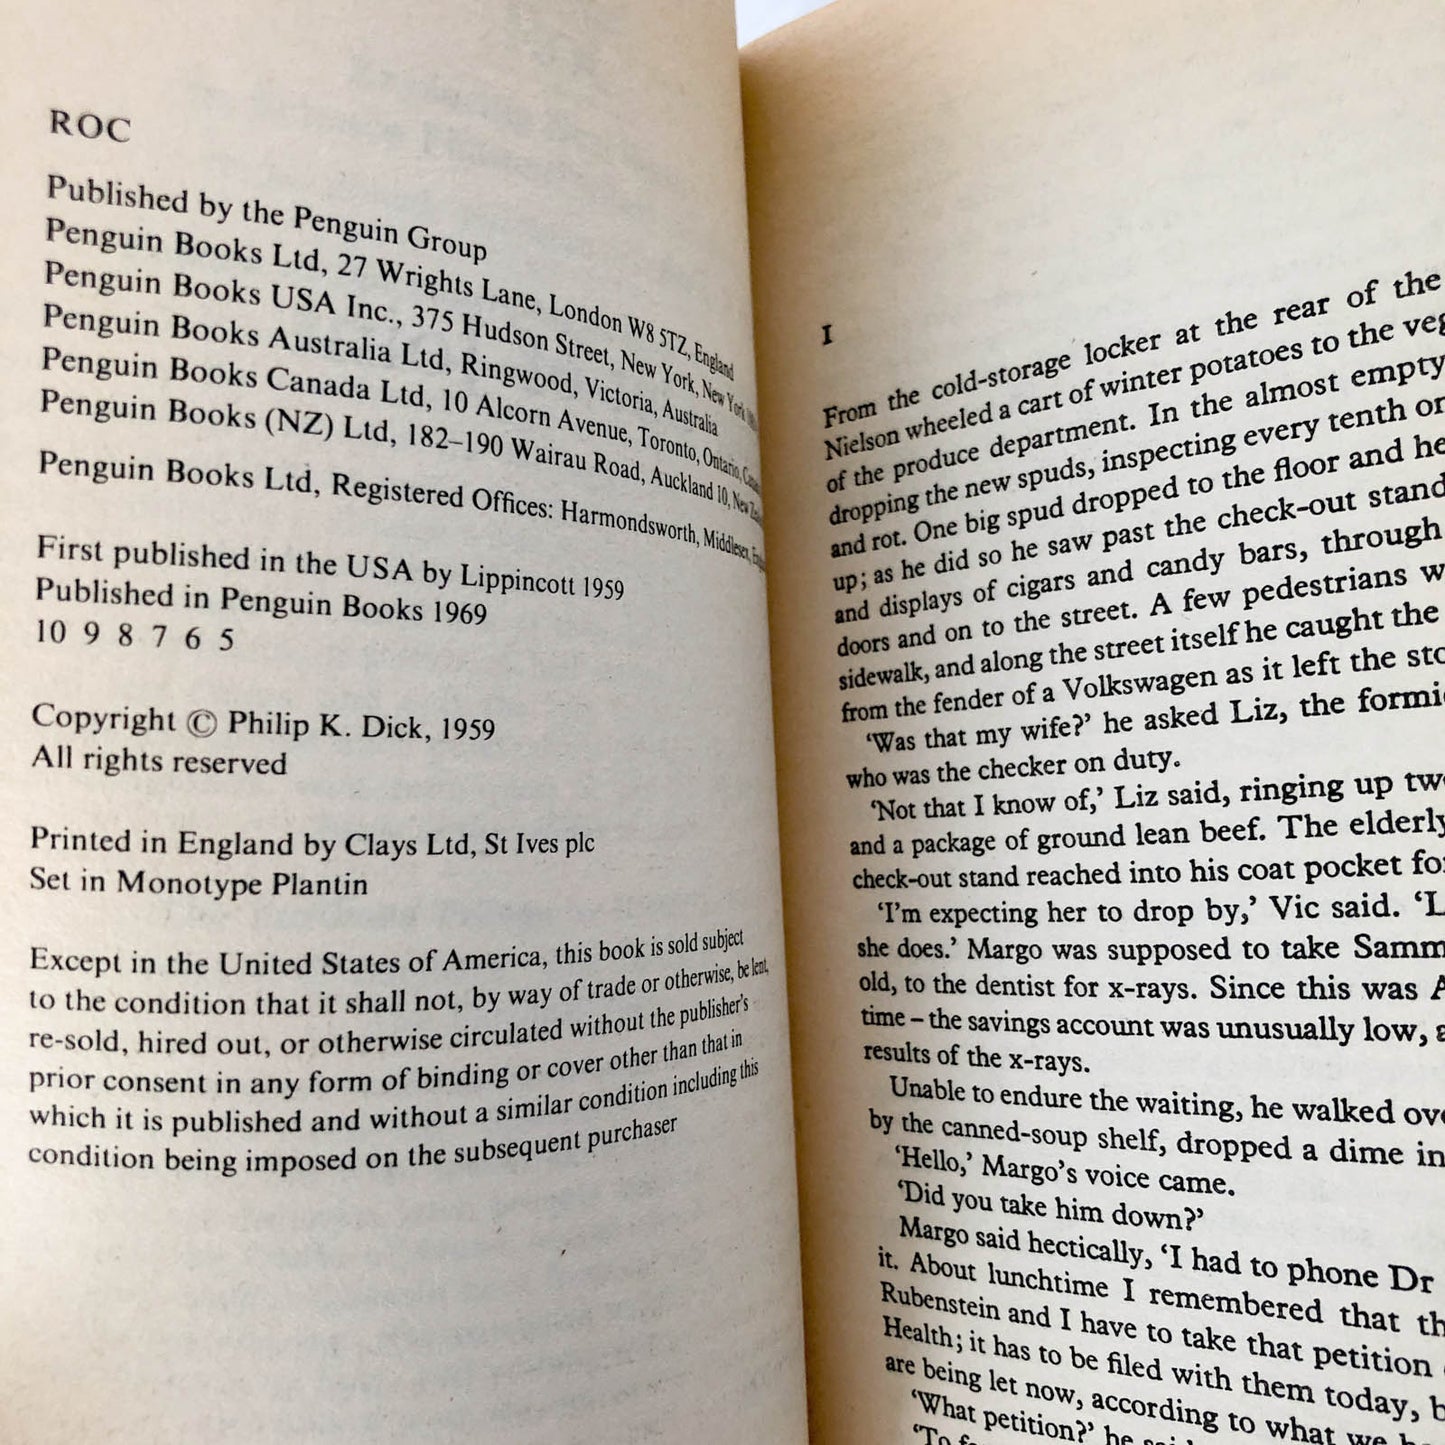 ROC
Published by the Penguin Group
Penguin Books Ltd, 27 Wrights Lane, London W8 5TZ, England
Penguin Books USA Inc., 375 Hudson Street, New York, New York
Penguin Books Australia Ltd, Ringwood, Victoria, Australia
Penguin Books Canada Ltd, 10 Alcorn Avenue, Toronto, Ontario,
Penguin Books (NZ) Ltd, 182–190 Wairau Road, Auckland 10, New
Penguin Books Ltd, Registered Offices: Harmondsworth, Middlesex,
First published in the USA by Lippincott 1959
Published in Penguin Books 1969
10 9 8 7 6 5
Copyright © Philip K. Dick, 1959
All rights reserved
Printed in England by Clays Ltd, St Ives plc
Set in Monotype Plantin
Except in the United States of America, this book is sold subject
to the condition that it shall not, by way of trade or otherwise, be lent,
re-sold, hired out, or otherwise circulated without the publisher's
prior consent in any form of binding or cover other than that in
which it is published and without a similar condition including this
condition being imposed on the subsequent purchaser
I
From the cold-storage locker at the rear of the
Nielson wheeled a cart of winter potatoes to the veg
of the produce department. In the almost empty
dropping the new spuds, inspecting every tenth or
and rot. One big spud dropped to the floor and he
up; as he did so he saw past the check-out stand
and displays of cigars and candy bars, through
doors and on to the street. A few pedestrians w
sidewalk, and along the street itself he caught the
from the fender of a Volkswagen as it left the sto
'Was that my wife?' he asked Liz, the formi
who was the checker on duty.
'Not that I know of,' Liz said, ringing up tw
and a package of ground lean beef. The elderly
check-out stand reached into his coat pocket for
'I'm expecting her to drop by,' Vic said. 'L
she does.' Margo was supposed to take Samm
old, to the dentist for x-rays. Since this was A
time – the savings account was unusually low, a
results of the x-rays.
Unable to endure the waiting, he walked ove
by the canned-soup shelf, dropped a dime in
'Hello,' Margo's voice came.
'Did you take him down?'
Margo said hectically, 'I had to phone Dr
it. About lunchtime I remembered that th
Rubenstein and I have to take that petition
Health; it has to be filed with them today, b
are being let now, according to what we
'What petition?' he
'To